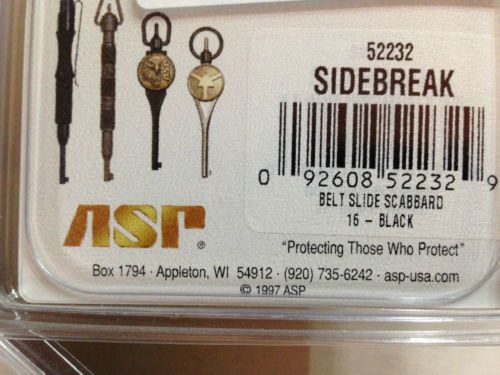 52232
SIDEBREAK
0 92608 52232 9
BELT SLIDE SCABBARD
16 - BLACK
ASP®
"Protecting Those Who Protect"
Box 1794 · Appleton, WI 54912 · (920) 735-6242 · asp-usa.com
© 1997 ASP